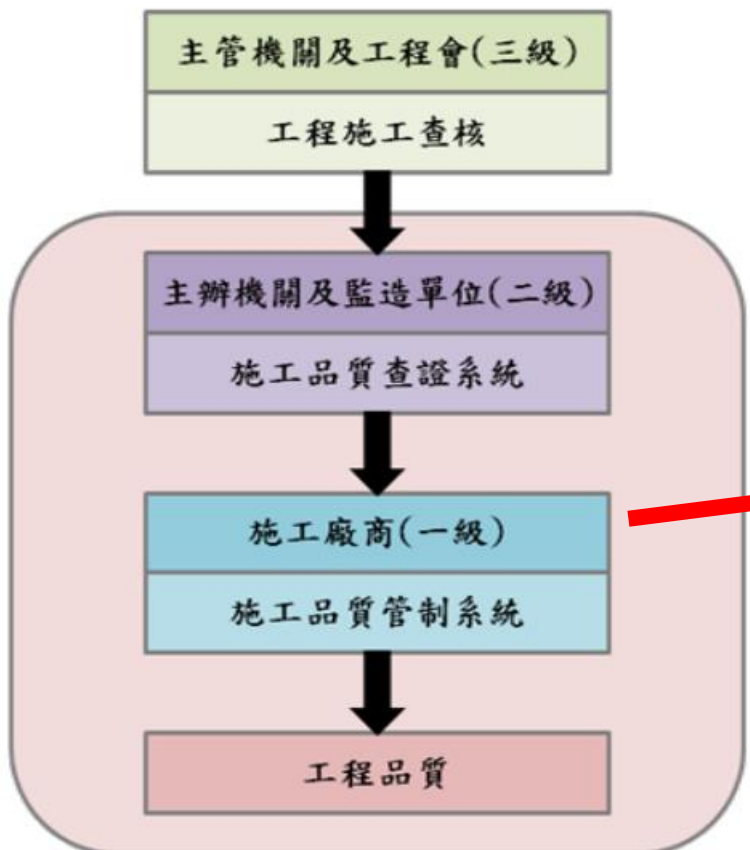 主管機關及工程會(三級)
工程施工查核
主辦機關及監造單位(二級)
施工品質查證系統
施工廠商(一級)
施工品質管制系統
工程品質